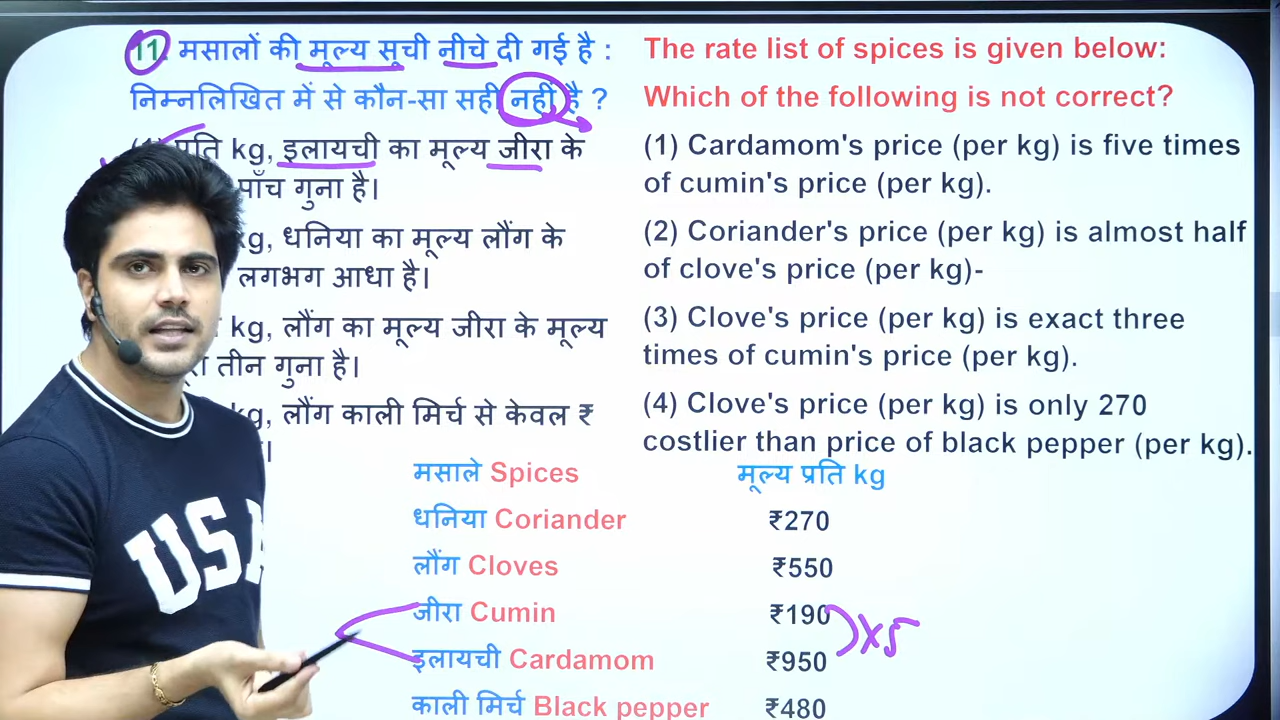 11. मसालों की मूल्य सूची नीचे दी गई है :
निम्नलिखित में से कौन-सा सही नहीं है ?
(1) प्रति kg, इलायची का मूल्य जीरा के
पाँच गुना है।
kg, धनिया का मूल्य लौंग के
लगभग आधा है।
kg, लौंग का मूल्य जीरा के मूल्य
तीन गुना है।
kg, लौंग काली मिर्च से केवल ₹
The rate list of spices is given below:
Which of the following is not correct?
(1) Cardamom's price (per kg) is five times
of cumin's price (per kg).
(2) Coriander's price (per kg) is almost half
of clove's price (per kg)-
(3) Clove's price (per kg) is exact three
times of cumin's price (per kg).
(4) Clove's price (per kg) is only 270
costlier than price of black pepper (per kg).
मसाले Spices मूल्य प्रति kg
धनिया Coriander ₹270
लौंग Cloves ₹550
जीरा Cumin ₹190
x5
इलायची Cardamom ₹950
काली मिर्च Black pepper ₹480
USA